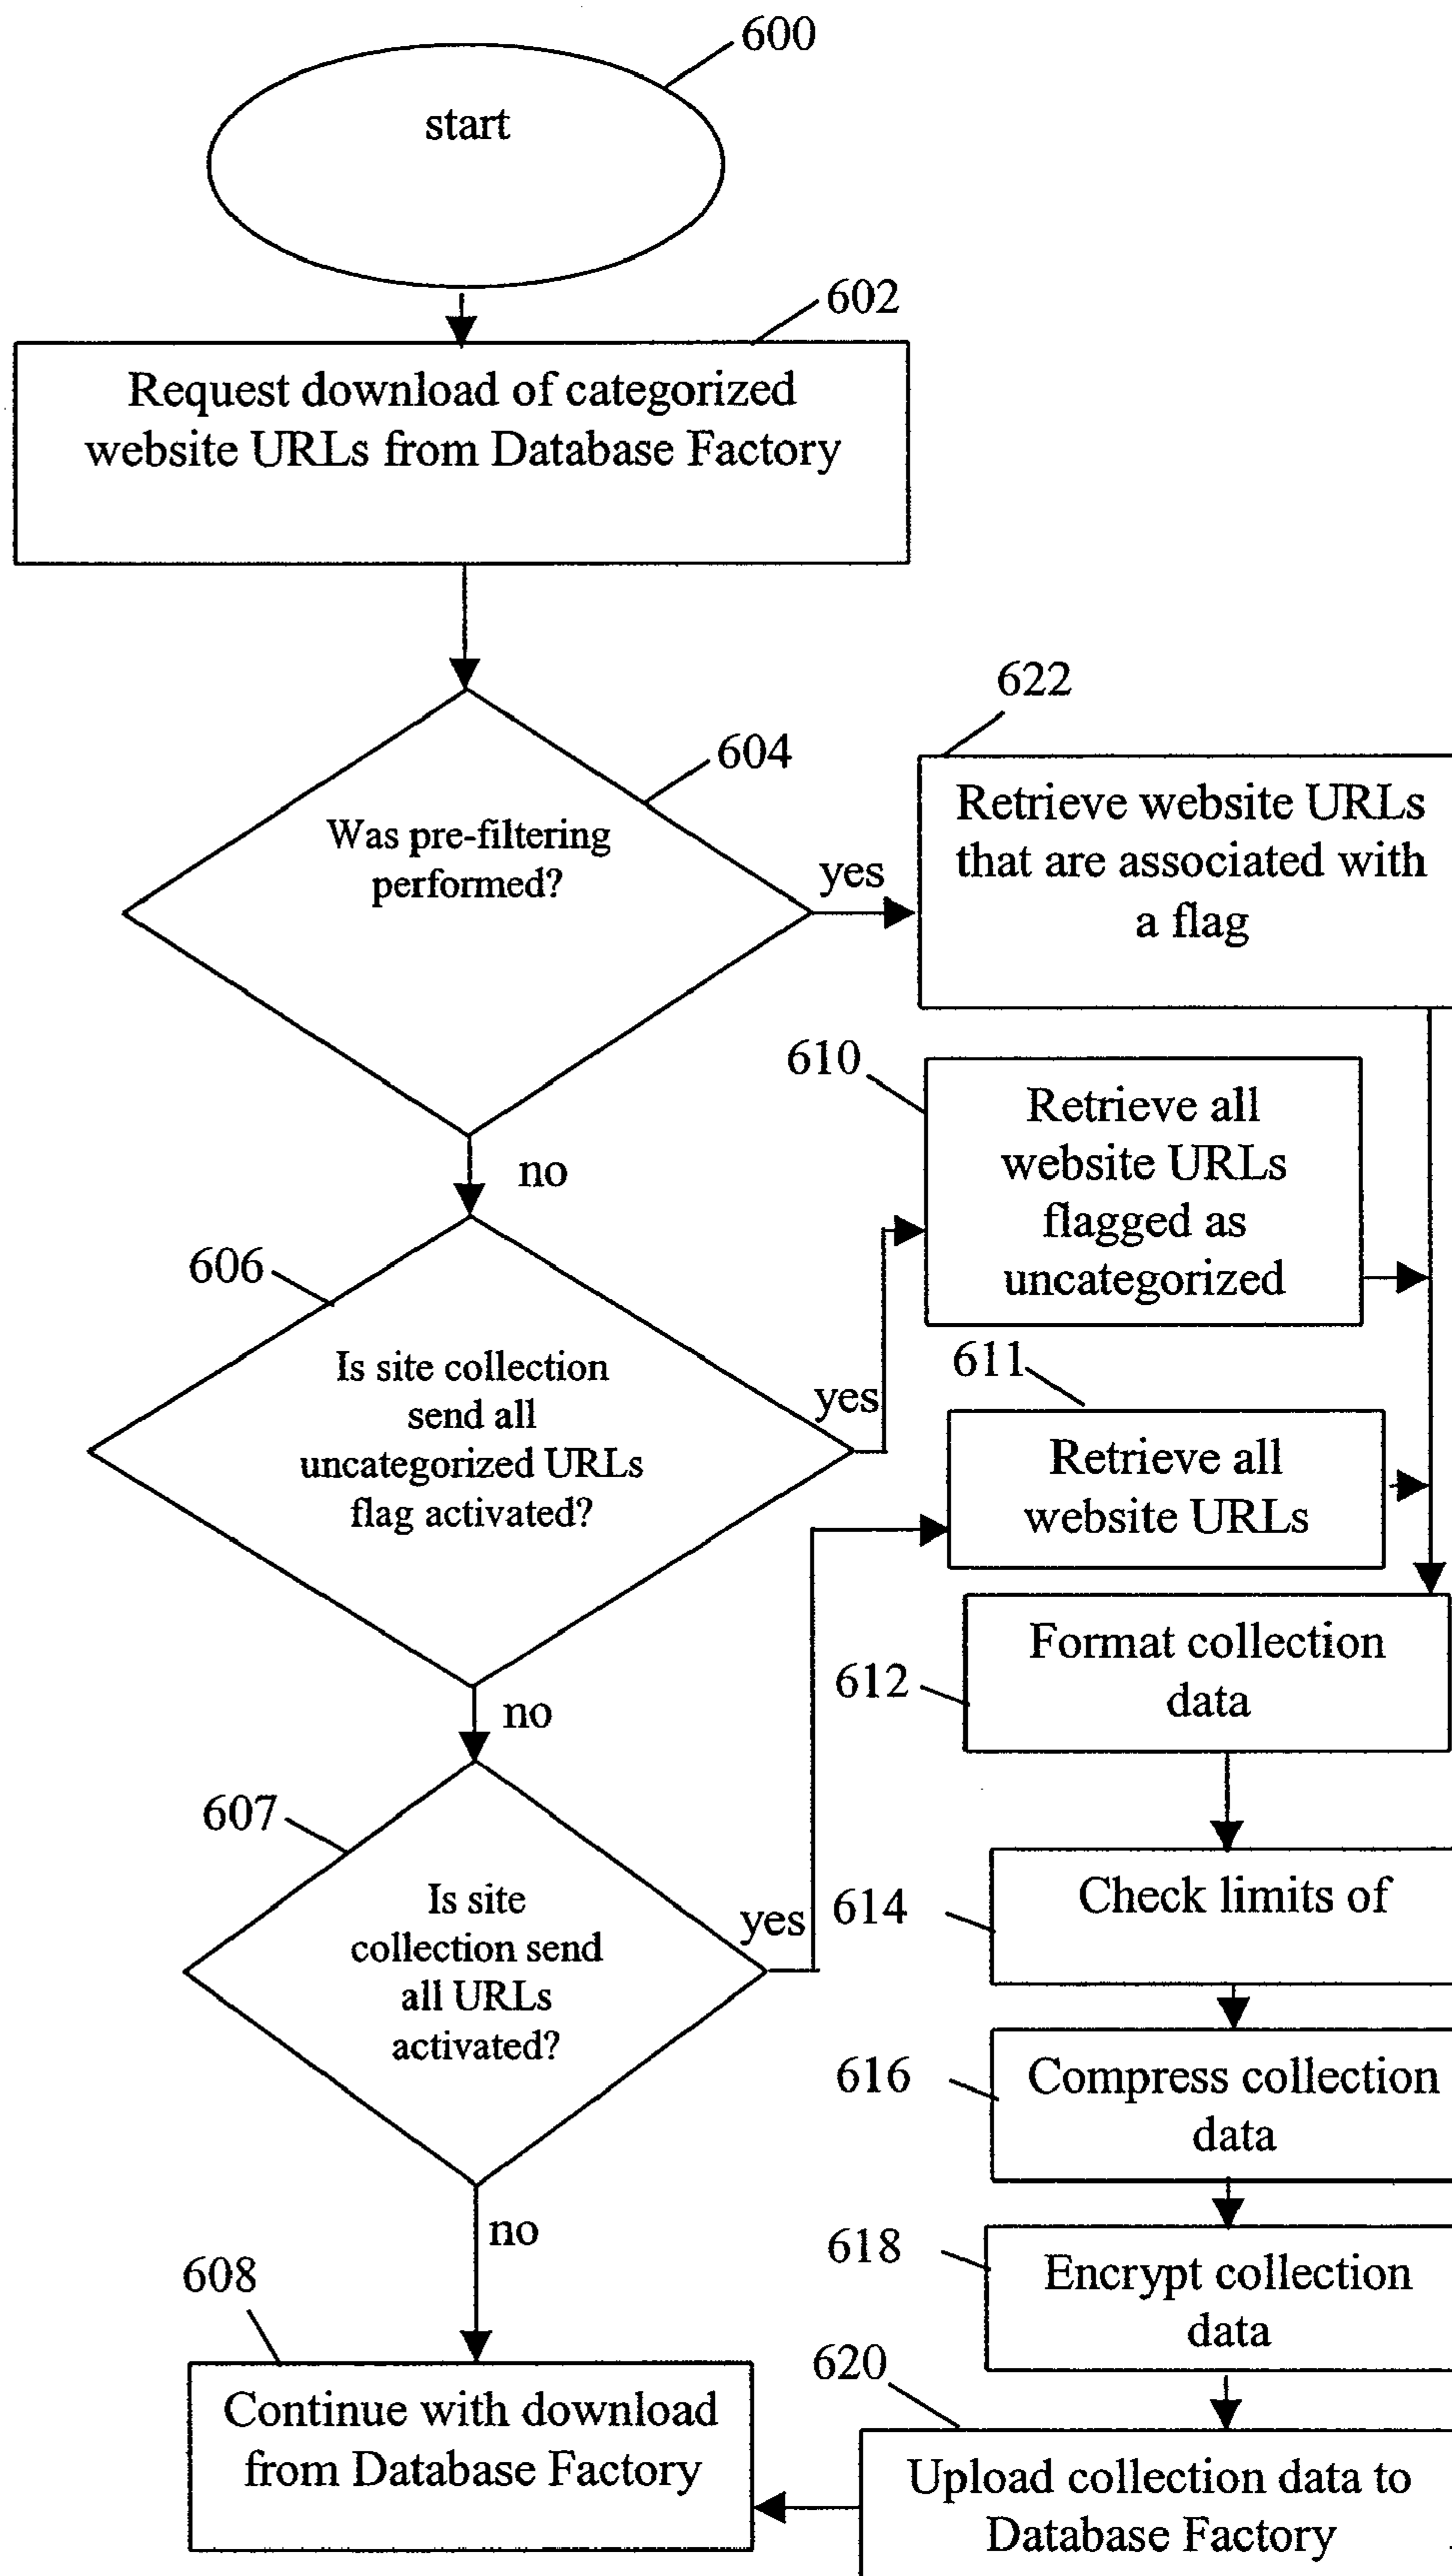 600
start
602
Request download of categorized
website URLs from Database Factory
604
Was pre-filtering
performed?
yes
622
Retrieve website URLs
that are associated with
a flag
no
610
Retrieve all
website URLs
flagged as
uncategorized
606
Is site collection
send all
uncategorized URLs
flag activated?
yes
611
Retrieve all
website URLs
no
612
Format collection
data
607
Is site
collection send
all URLs
activated?
yes
614
Check limits of
616
Compress collection
data
no
618
Encrypt collection
data
608
Continue with download
from Database Factory
620
Upload collection data to
Database Factory